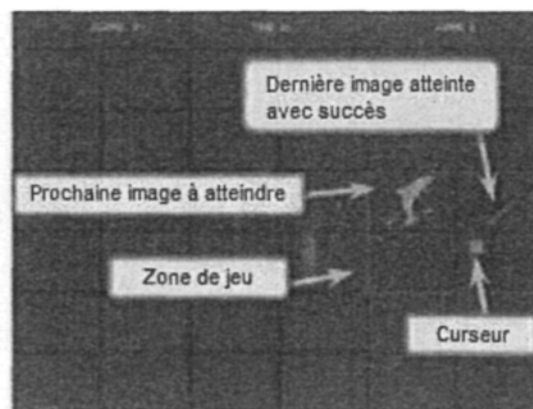 Dernière image atteinte
avec succès
Prochaine image à atteindre
Zone de jeu
Curseur